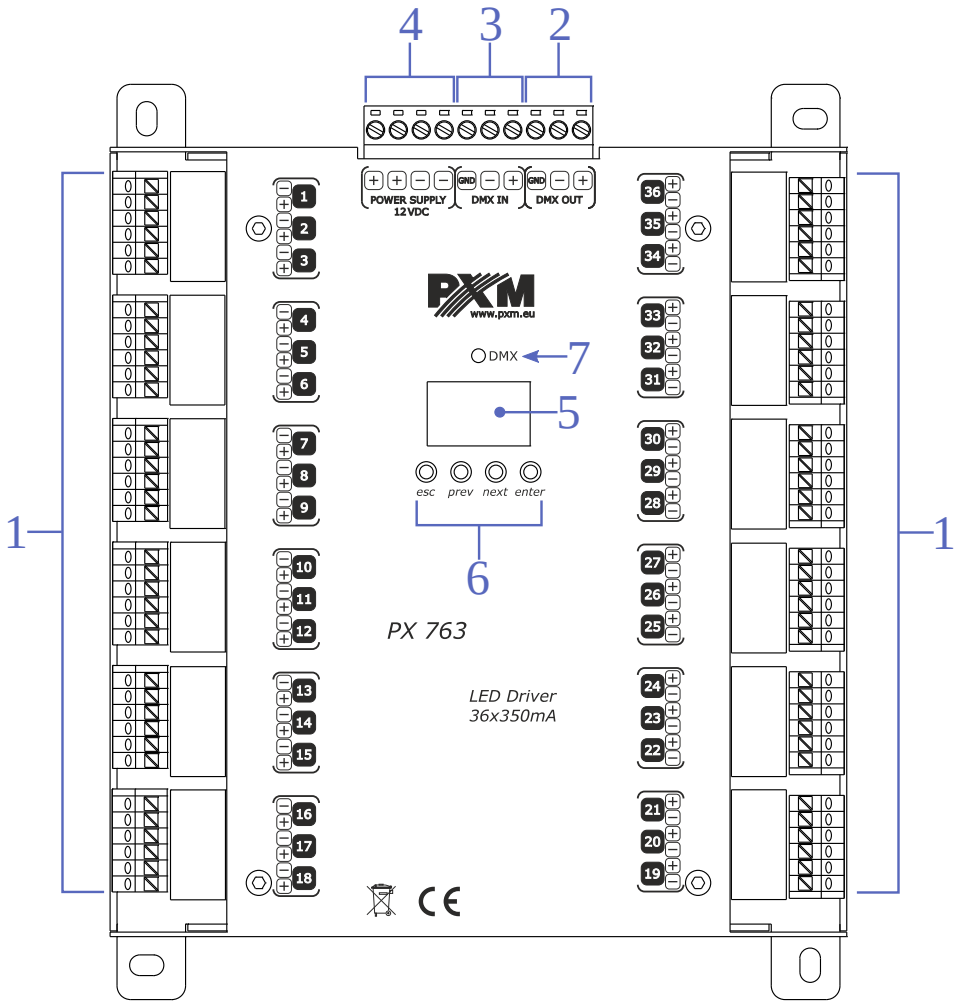 4 3 2
+ + − − GND − + GND − +
POWER SUPPLY 12VDC DMX IN DMX OUT
− 1 +
− 2 +
− 3 +
− 4 +
− 5 +
− 6 +
− 7 +
− 8 +
− 9 +
− 10 +
− 11 +
− 12 +
− 13 +
− 14 +
− 15 +
− 16 +
− 17 +
− 18 +
1
PXM
www.pxm.eu
DMX 7
5
esc prev next enter
6
PX 763
LED Driver
36x350mA
CE
36 + −
35 + −
34 + −
33 + −
32 + −
31 + −
30 + −
29 + −
28 + −
27 + −
26 + −
25 + −
24 + −
23 + −
22 + −
21 + −
20 + −
19 + −
1